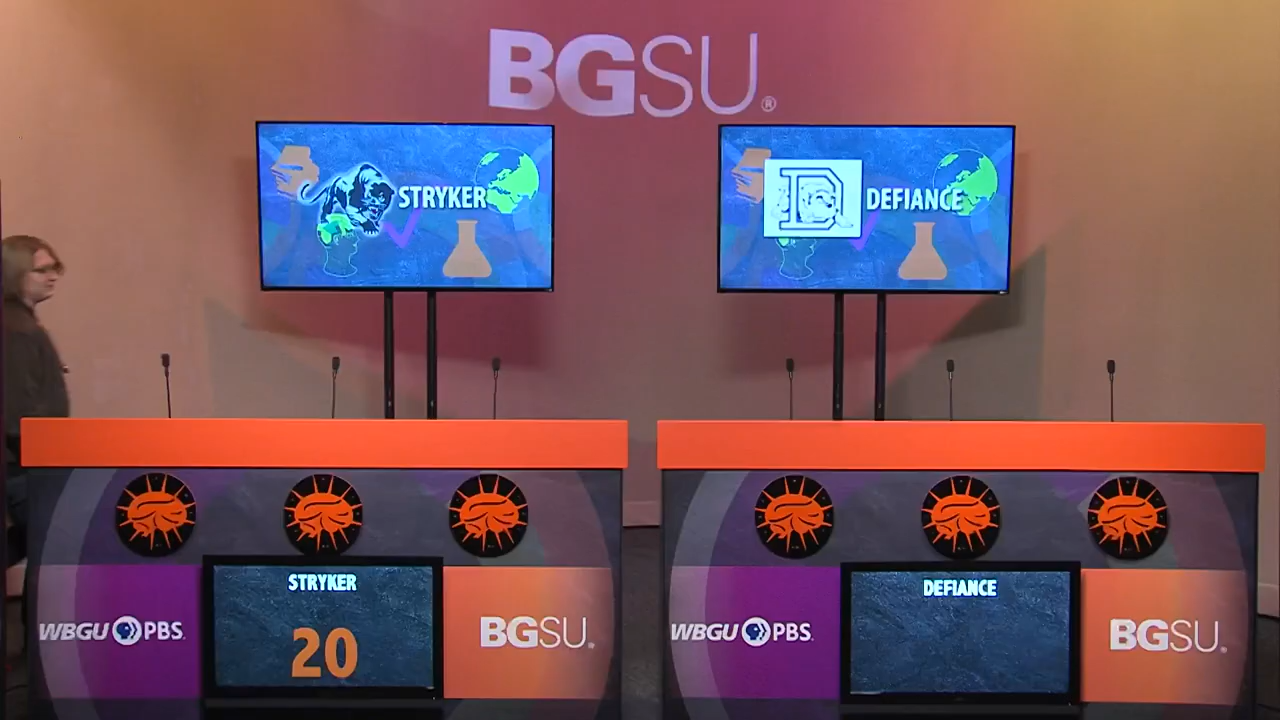 BGSU®
STRYKER
D DEFIANCE
STRYKER
20
DEFIANCE
WBGU PBS.
BGSU®
WBGU PBS.
BGSU®